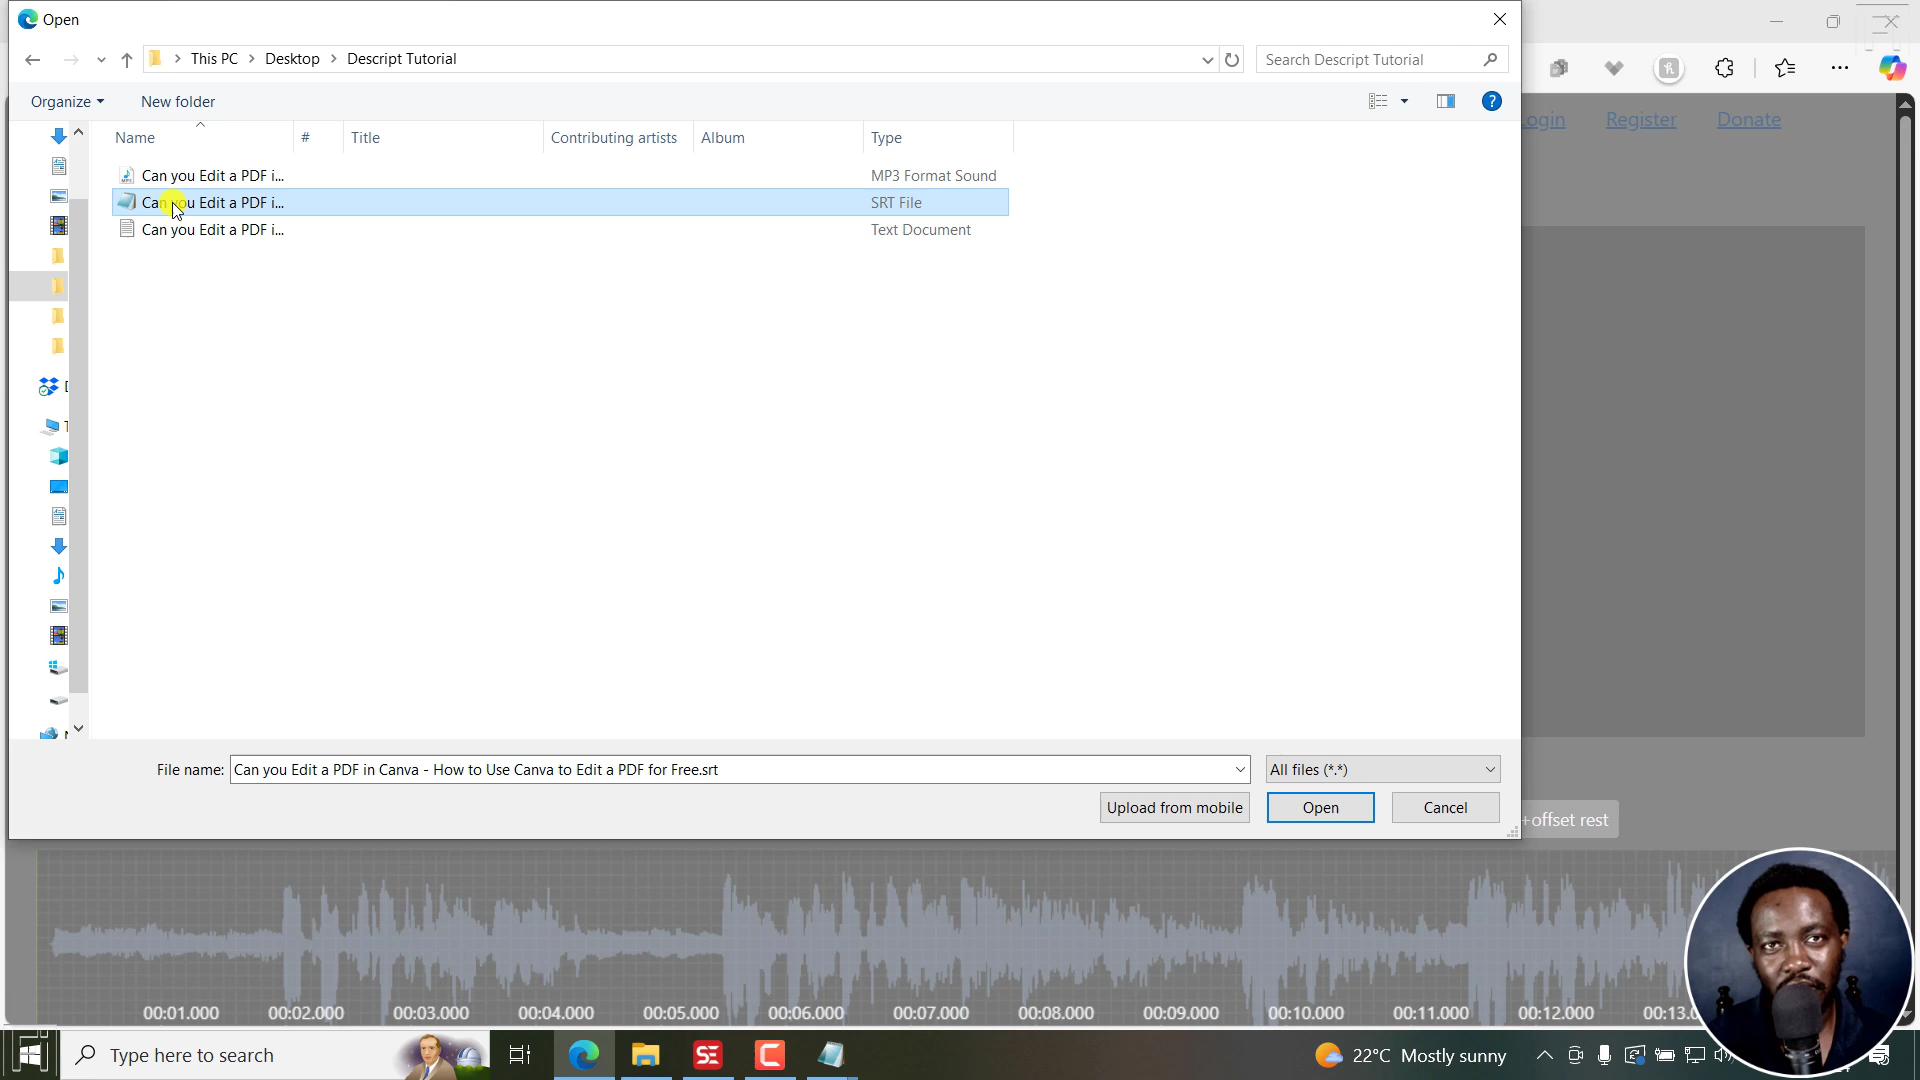 Open
This PC > Desktop > Descript Tutorial
Search Descript Tutorial
Organize
New folder
Login
Register
Donate
Name
#
Title
Contributing artists
Album
Type
Can you Edit a PDF i...
MP3 Format Sound
Can you Edit a PDF i...
SRT File
Can you Edit a PDF i...
Text Document
File name:
Can you Edit a PDF in Canva - How to Use Canva to Edit a PDF for Free.srt
All files (*.*)
Upload from mobile
Open
Cancel
+offset rest
00:01.000
00:02.000
00:03.000
00:04.000
00:05.000
00:06.000
00:07.000
00:08.000
00:09.000
00:10.000
00:11.000
00:12.000
00:13.0
Type here to search
SE
22°C Mostly sunny